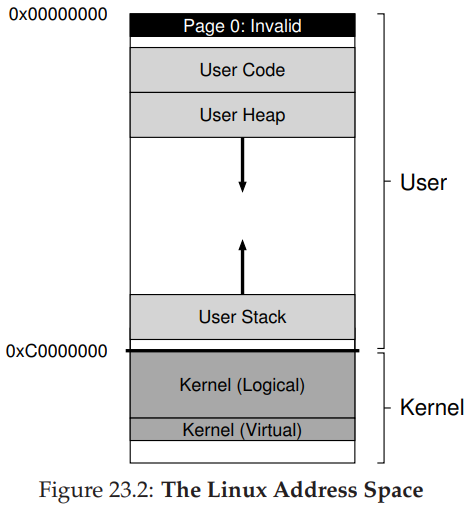 0x00000000
Page 0: Invalid
User Code
User Heap
User
User Stack
0xC0000000
Kernel (Logical)
Kernel
Kernel (Virtual)
Figure 23.2: The Linux Address Space